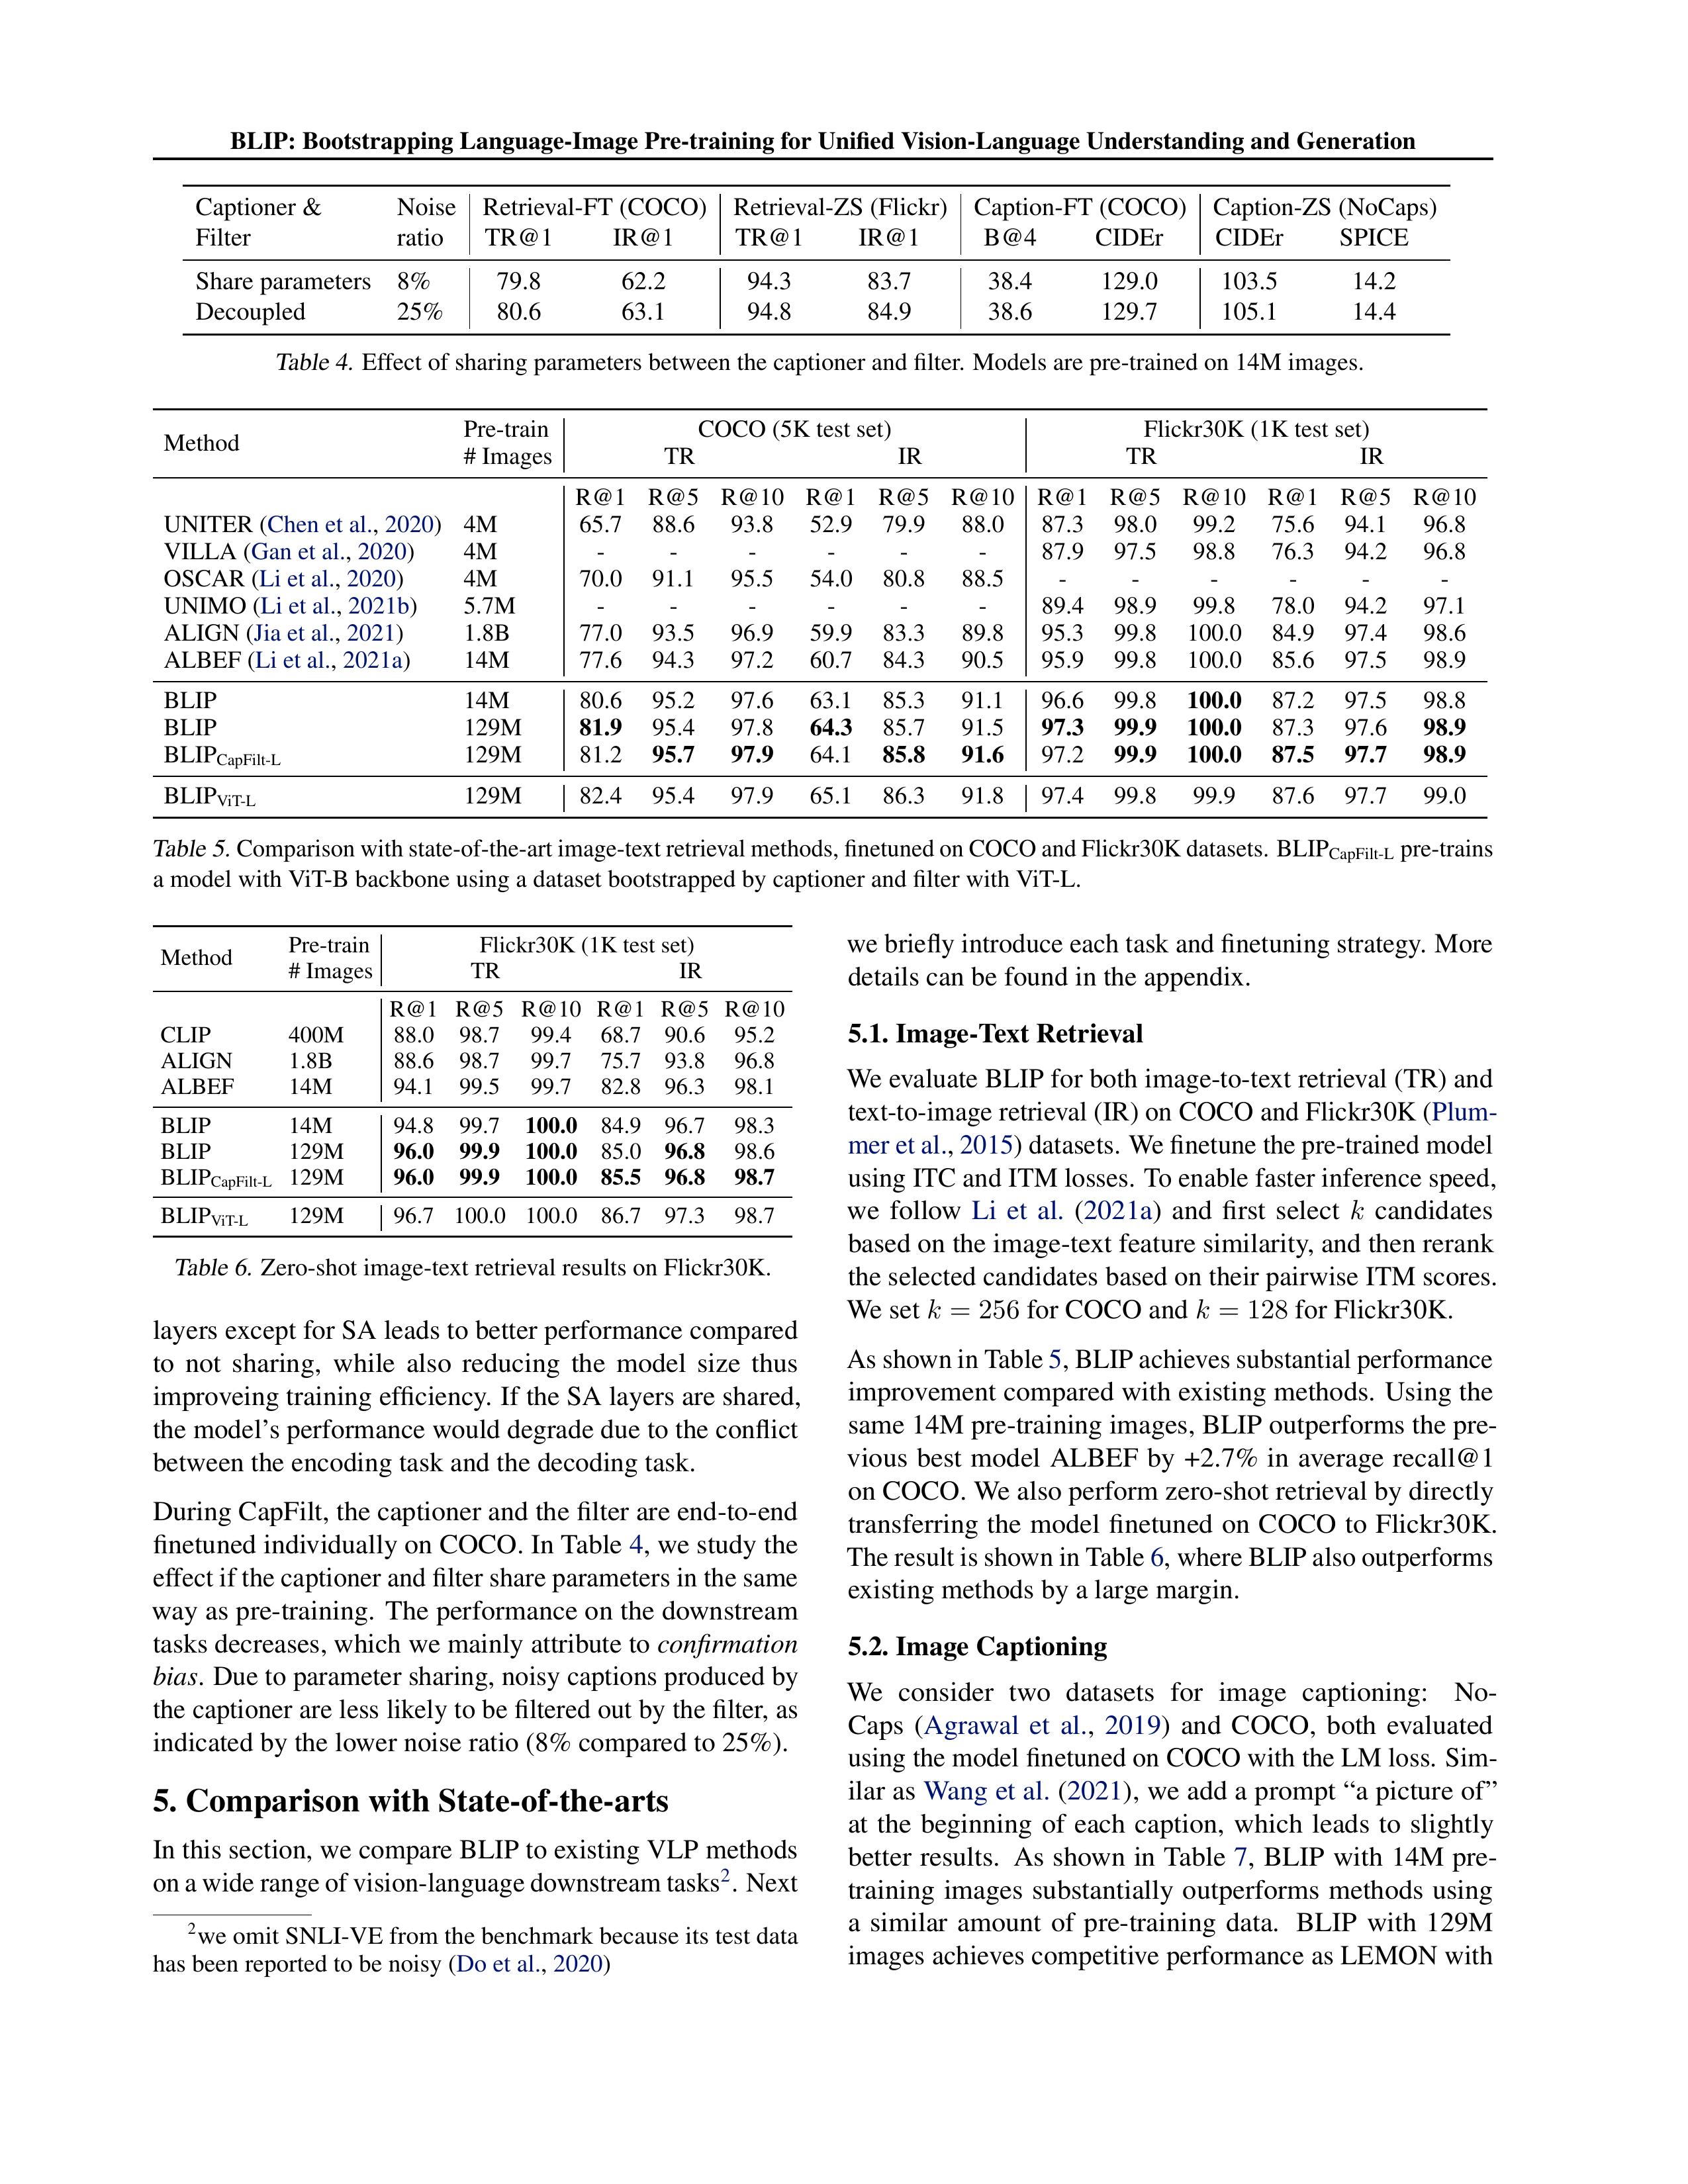 BLIP: Bootstrapping Language-Image Pre-training for Unified Vision-Language Understanding and Generation
Captioner & Noise Retrieval-FT (COCO) Retrieval-ZS (Flickr) Caption-FT (COCO) Caption-ZS (NoCaps)
Filter ratio TR@1 IR@1 TR@1 IR@1 B@4 CIDEr CIDEr SPICE
Share parameters 8% 79.8 62.2 94.3 83.7 38.4 129.0 103.5 14.2
Decoupled 25% 80.6 63.1 94.8 84.9 38.6 129.7 105.1 14.4
Table 4. Effect of sharing parameters between the captioner and filter. Models are pre-trained on 14M images.
Method Pre-train COCO (5K test set) Flickr30K (1K test set)
# Images TR IR TR IR
R@1 R@5 R@10 R@1 R@5 R@10 R@1 R@5 R@10 R@1 R@5 R@10
UNITER (Chen et al., 2020) 4M 65.7 88.6 93.8 52.9 79.9 88.0 87.3 98.0 99.2 75.6 94.1 96.8
VILLA (Gan et al., 2020) 4M - - - - - - 87.9 97.5 98.8 76.3 94.2 96.8
OSCAR (Li et al., 2020) 4M 70.0 91.1 95.5 54.0 80.8 88.5 - - - - - -
UNIMO (Li et al., 2021b) 5.7M - - - - - - 89.4 98.9 99.8 78.0 94.2 97.1
ALIGN (Jia et al., 2021) 1.8B 77.0 93.5 96.9 59.9 83.3 89.8 95.3 99.8 100.0 84.9 97.4 98.6
ALBEF (Li et al., 2021a) 14M 77.6 94.3 97.2 60.7 84.3 90.5 95.9 99.8 100.0 85.6 97.5 98.9
BLIP 14M 80.6 95.2 97.6 63.1 85.3 91.1 96.6 99.8 100.0 87.2 97.5 98.8
BLIP 129M 81.9 95.4 97.8 64.3 85.7 91.5 97.3 99.9 100.0 87.3 97.6 98.9
BLIPCapFilt-L 129M 81.2 95.7 97.9 64.1 85.8 91.6 97.2 99.9 100.0 87.5 97.7 98.9
BLIPViT-L 129M 82.4 95.4 97.9 65.1 86.3 91.8 97.4 99.8 99.9 87.6 97.7 99.0
Table 5. Comparison with state-of-the-art image-text retrieval methods, finetuned on COCO and Flickr30K datasets. BLIPCapFilt-L pre-trains
a model with ViT-B backbone using a dataset bootstrapped by captioner and filter with ViT-L.
Method Pre-train Flickr30K (1K test set)
# Images TR IR
R@1 R@5 R@10 R@1 R@5 R@10
CLIP 400M 88.0 98.7 99.4 68.7 90.6 95.2
ALIGN 1.8B 88.6 98.7 99.7 75.7 93.8 96.8
ALBEF 14M 94.1 99.5 99.7 82.8 96.3 98.1
BLIP 14M 94.8 99.7 100.0 84.9 96.7 98.3
BLIP 129M 96.0 99.9 100.0 85.0 96.8 98.6
BLIPCapFilt-L 129M 96.0 99.9 100.0 85.5 96.8 98.7
BLIPViT-L 129M 96.7 100.0 100.0 86.7 97.3 98.7
Table 6. Zero-shot image-text retrieval results on Flickr30K.
layers except for SA leads to better performance compared
to not sharing, while also reducing the model size thus
improveing training efficiency. If the SA layers are shared,
the model's performance would degrade due to the conflict
between the encoding task and the decoding task.
During CapFilt, the captioner and the filter are end-to-end
finetuned individually on COCO. In Table 4, we study the
effect if the captioner and filter share parameters in the same
way as pre-training. The performance on the downstream
tasks decreases, which we mainly attribute to confirmation
bias. Due to parameter sharing, noisy captions produced by
the captioner are less likely to be filtered out by the filter, as
indicated by the lower noise ratio (8% compared to 25%).
5. Comparison with State-of-the-arts
In this section, we compare BLIP to existing VLP methods
on a wide range of vision-language downstream tasks2. Next
2we omit SNLI-VE from the benchmark because its test data
has been reported to be noisy (Do et al., 2020)
we briefly introduce each task and finetuning strategy. More
details can be found in the appendix.
5.1. Image-Text Retrieval
We evaluate BLIP for both image-to-text retrieval (TR) and
text-to-image retrieval (IR) on COCO and Flickr30K (Plum-
mer et al., 2015) datasets. We finetune the pre-trained model
using ITC and ITM losses. To enable faster inference speed,
we follow Li et al. (2021a) and first select k candidates
based on the image-text feature similarity, and then rerank
the selected candidates based on their pairwise ITM scores.
We set k = 256 for COCO and k = 128 for Flickr30K.
As shown in Table 5, BLIP achieves substantial performance
improvement compared with existing methods. Using the
same 14M pre-training images, BLIP outperforms the pre-
vious best model ALBEF by +2.7% in average recall@1
on COCO. We also perform zero-shot retrieval by directly
transferring the model finetuned on COCO to Flickr30K.
The result is shown in Table 6, where BLIP also outperforms
existing methods by a large margin.
5.2. Image Captioning
We consider two datasets for image captioning: No-
Caps (Agrawal et al., 2019) and COCO, both evaluated
using the model finetuned on COCO with the LM loss. Sim-
ilar as Wang et al. (2021), we add a prompt “a picture of”
at the beginning of each caption, which leads to slightly
better results. As shown in Table 7, BLIP with 14M pre-
training images substantially outperforms methods using
a similar amount of pre-training data. BLIP with 129M
images achieves competitive performance as LEMON with